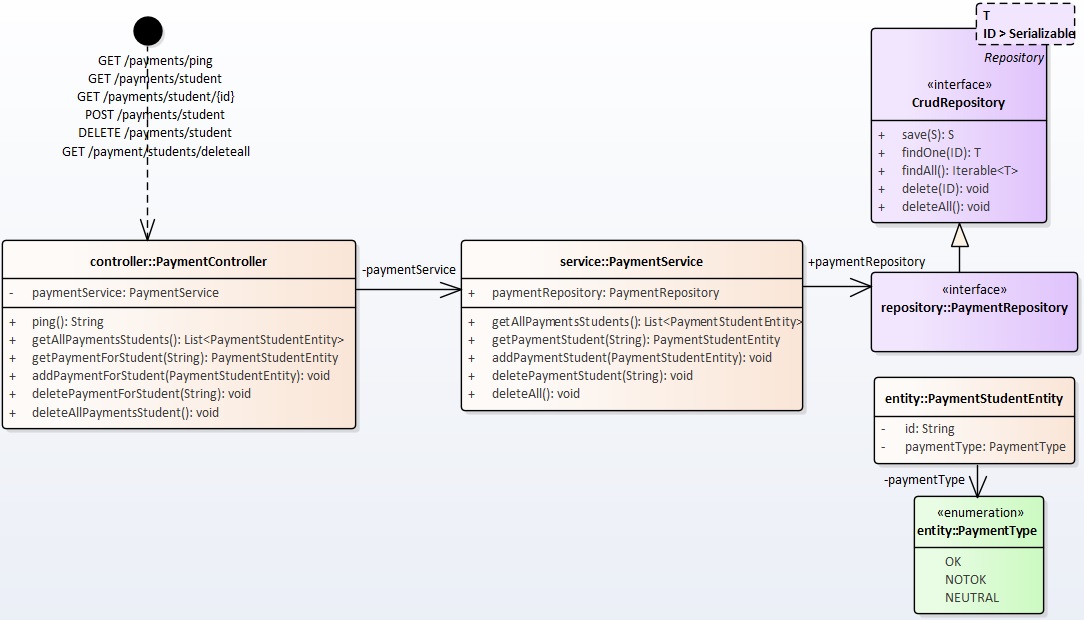 GET /payments/ping
GET /payments/student
GET /payments/student/{id}
POST /payments/student
DELETE /payments/student
GET /payment/students/deleteall
controller::PaymentController
- paymentService: PaymentService
+ ping(): String
+ getAllPaymentsStudents(): List<PaymentStudentEntity>
+ getPaymentForStudent(String): PaymentStudentEntity
+ addPaymentForStudent(PaymentStudentEntity): void
+ deletePaymentForStudent(String): void
+ deleteAllPaymentsStudent(): void
-paymentService
service::PaymentService
+ paymentRepository: PaymentRepository
+ getAllPaymentsStudents(): List<PaymentStudentEntity>
+ getPaymentStudent(String): PaymentStudentEntity
+ addPaymentStudent(PaymentStudentEntity): void
+ deletePaymentStudent(String): void
+ deleteAll(): void
+paymentRepository
T
ID > Serializable
Repository
«interface»
CrudRepository
+ save(S): S
+ findOne(ID): T
+ findAll(): Iterable<T>
+ delete(ID): void
+ deleteAll(): void
«interface»
repository::PaymentRepository
entity::PaymentStudentEntity
- id: String
- paymentType: PaymentType
-paymentType
«enumeration»
entity::PaymentType
OK
NOTOK
NEUTRAL